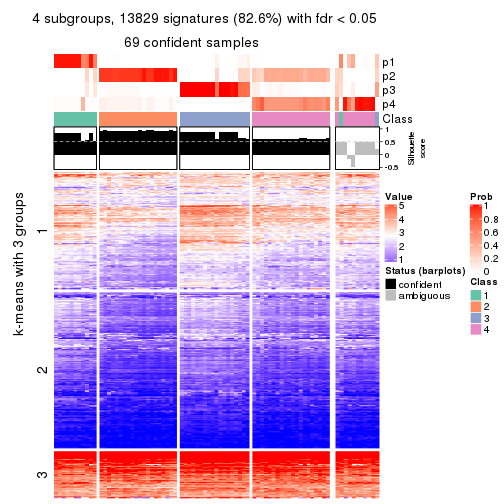 4 subgroups, 13829 signatures (82.6%) with fdr < 0.05
69 confident samples
p1
p2
p3
p4
Class
1
0.5
0
-0.5
Silhouette
score
k-means with 3 groups
1
2
3
Value
5
4
3
2
1
Status (barplots)
confident
ambiguous
Prob
1
0.8
0.6
0.4
0.2
0
Class
1
2
3
4